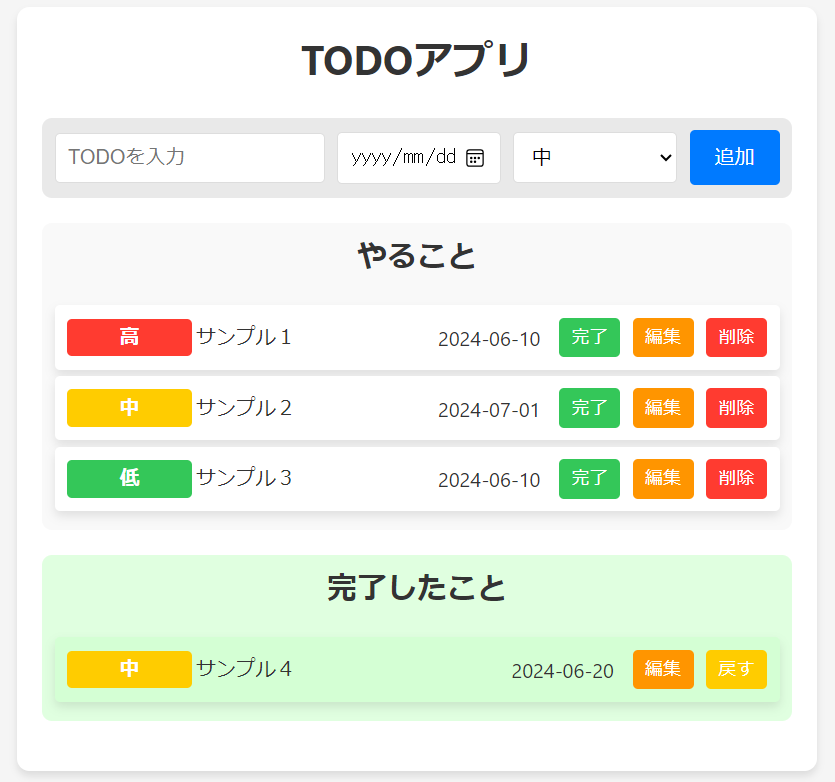 TODOアプリ
TODOを入力 yyyy/mm/dd 中 追加
やること
高 サンプル１ 2024-06-10 完了 編集 削除
中 サンプル２ 2024-07-01 完了 編集 削除
低 サンプル３ 2024-06-10 完了 編集 削除
完了したこと
中 サンプル４ 2024-06-20 編集 戻す